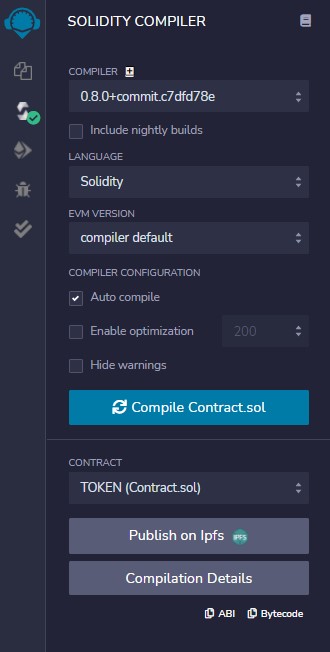 SOLIDITY COMPILER
COMPILER
0.8.0+commit.c7dfd78e
Include nightly builds
LANGUAGE
Solidity
EVM VERSION
compiler default
COMPILER CONFIGURATION
Auto compile
Enable optimization 200
Hide warnings
Compile Contract.sol
CONTRACT
TOKEN (Contract.sol)
Publish on Ipfs IPFS
Compilation Details
ABI Bytecode